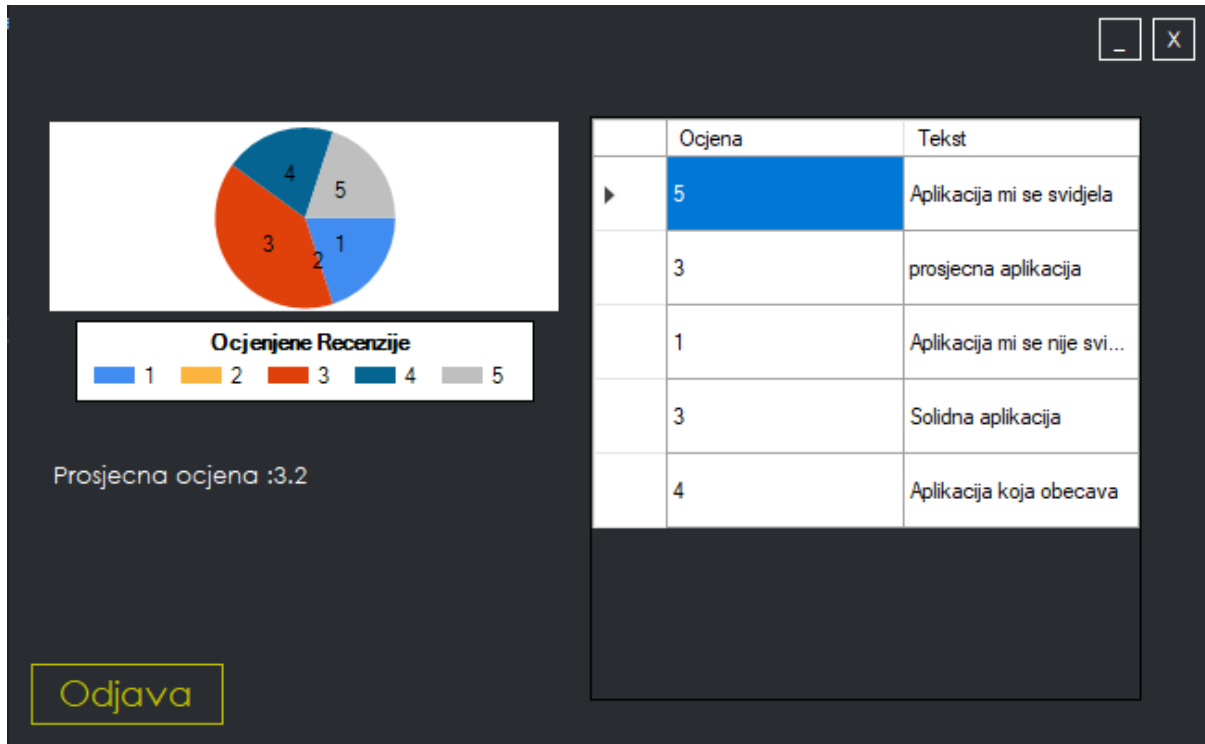 _ X
4
5
3
2
1
Ocjenjene Recenzije
1 2 3 4 5
Prosjecna ocjena :3.2
Odjava
Ocjena Tekst
5 Aplikacija mi se svidjela
3 prosjecna aplikacija
1 Aplikacija mi se nije svi...
3 Solidna aplikacija
4 Aplikacija koja obecava